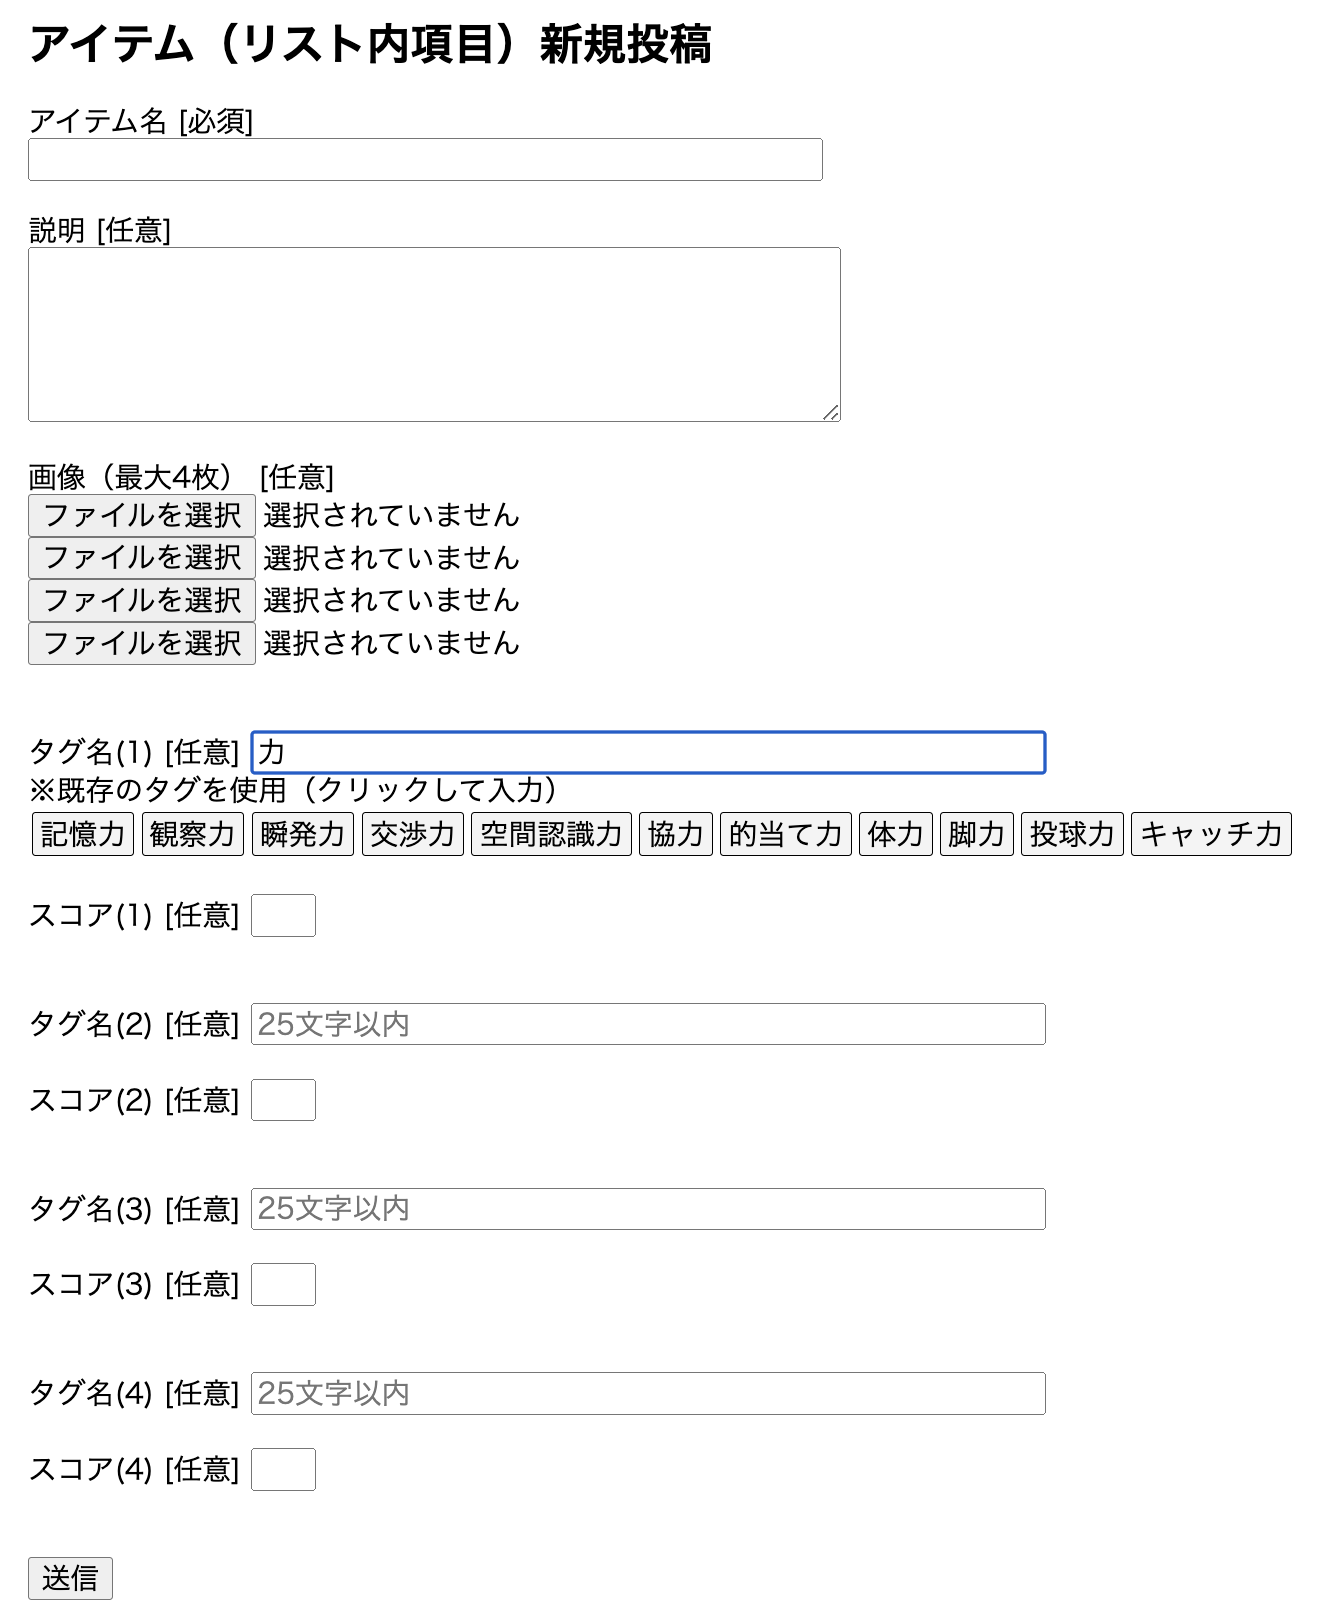 アイテム（リスト内項目）新規投稿
アイテム名 [必須]
説明 [任意]
画像（最大4枚） [任意]
ファイルを選択 選択されていません
ファイルを選択 選択されていません
ファイルを選択 選択されていません
ファイルを選択 選択されていません
タグ名(1) [任意] 力
※既存のタグを使用（クリックして入力）
記憶力 観察力 瞬発力 交渉力 空間認識力 協力 的当て力 体力 脚力 投球力 キャッチ力
スコア(1) [任意]
タグ名(2) [任意] 25文字以内
スコア(2) [任意]
タグ名(3) [任意] 25文字以内
スコア(3) [任意]
タグ名(4) [任意] 25文字以内
スコア(4) [任意]
送信